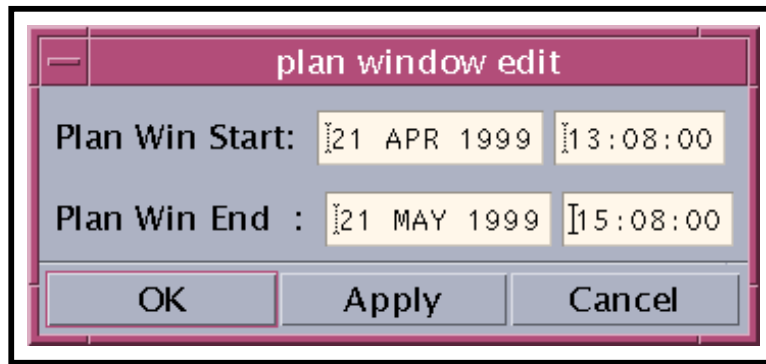 plan window edit
Plan Win Start: 21 APR 1999 13:08:00
Plan Win End : 21 MAY 1999 15:08:00
OK Apply Cancel